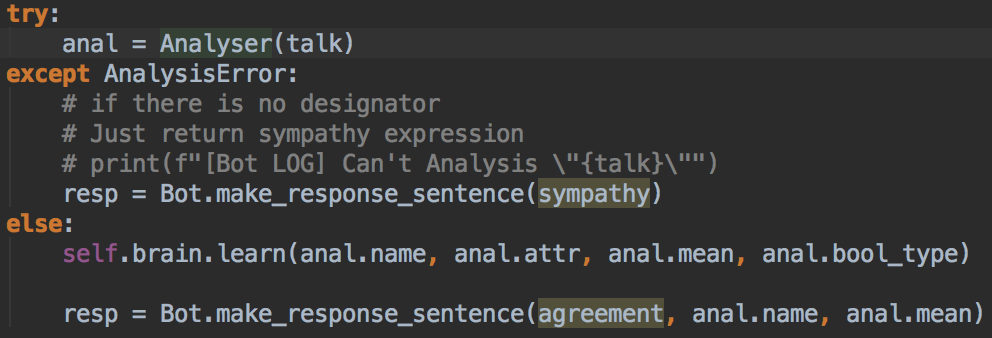 try:
    anal = Analyser(talk)
except AnalysisError:
    # if there is no designator
    # Just return sympathy expression
    # print(f"[Bot LOG] Can't Analysis \"{talk}\"")
    resp = Bot.make_response_sentence(sympathy)
else:
    self.brain.learn(anal.name, anal.attr, anal.mean, anal.bool_type)
    resp = Bot.make_response_sentence(agreement, anal.name, anal.mean)